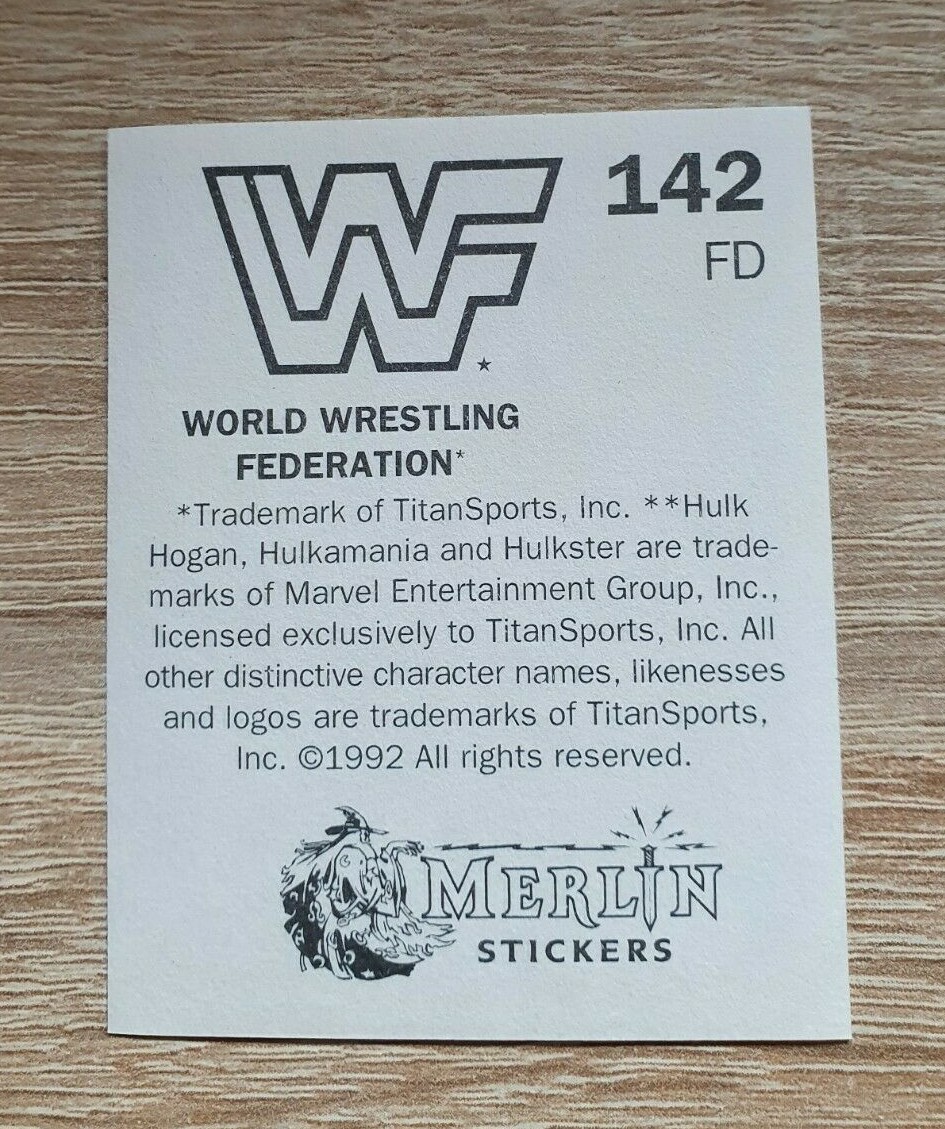 WF
142
FD
WORLD WRESTLING
FEDERATION*
*Trademark of TitanSports, Inc. **Hulk
Hogan, Hulkamania and Hulkster are trade-
marks of Marvel Entertainment Group, Inc.,
licensed exclusively to TitanSports, Inc. All
other distinctive character names, likenesses
and logos are trademarks of TitanSports,
Inc. ©1992 All rights reserved.
MERLIN
STICKERS